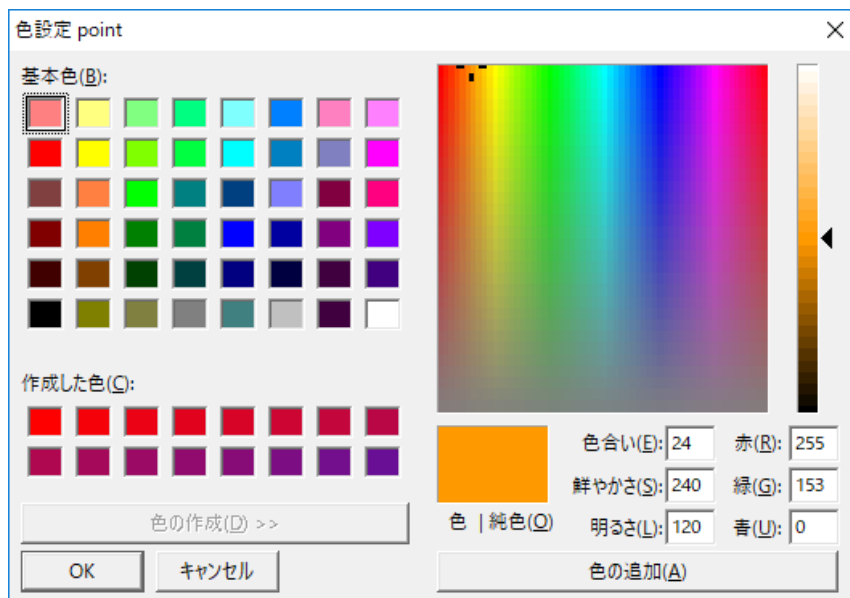 色設定 point
基本色(B):
作成した色(C):
色の作成(D) >>
OK
キャンセル
色 | 純色(O)
色合い(E): 24
赤(R): 255
鮮やかさ(S): 240
緑(G): 153
明るさ(L): 120
青(U): 0
色の追加(A)